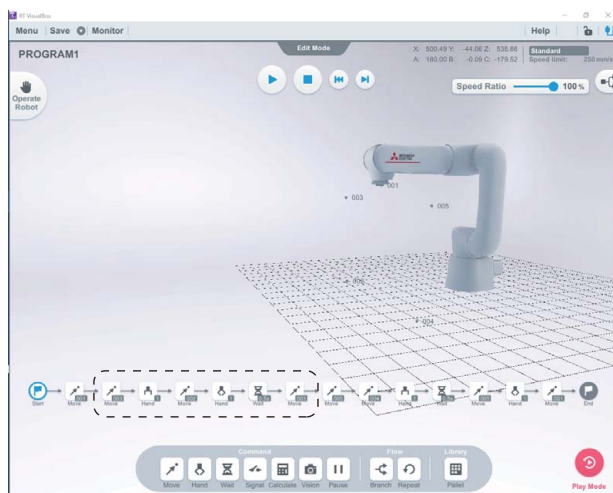 RT VisualBox
Menu Save Monitor Help
PROGRAM1
Edit Mode
X: 500.49 Y: -44.06 Z: 535.86 Standard
A: 180.00 B: -0.09 C: -179.52 Speed limit: 250 mm/s
Operate
Robot
Speed Ratio 100 %
MITSUBISHI
ELECTRIC
001
003
005
004
Start Move Move Hand Move Hand Wait Move Move Move Hand Wait Move Hand Move End
Command Flow Library
Move Hand Wait Signal Calculate Vision Pause Branch Repeat Pallet
Play Mode